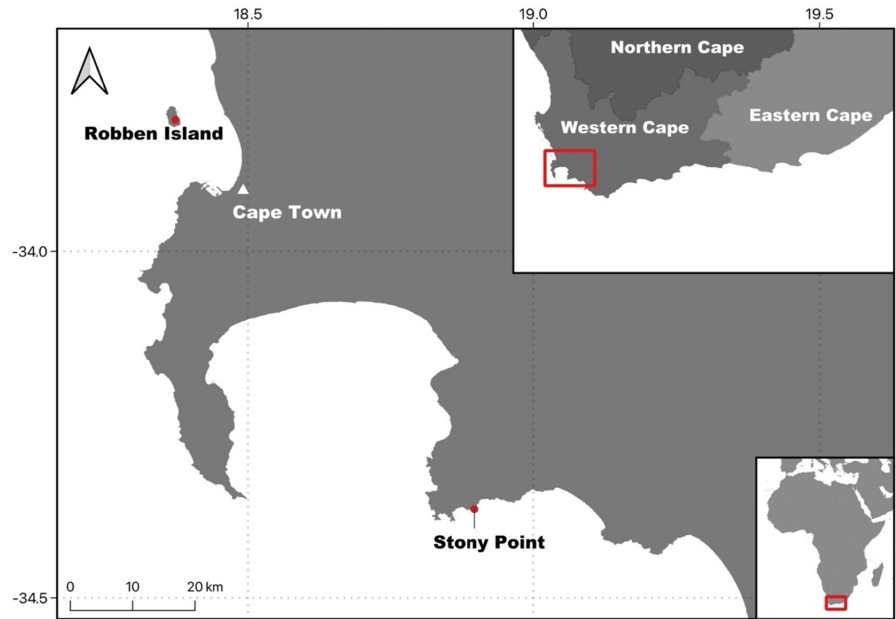 18.5
19.0
19.5
Northern Cape
Western Cape
Eastern Cape
Robben Island
Cape Town
-34.0
Stony Point
0
10
20 km
-34.5